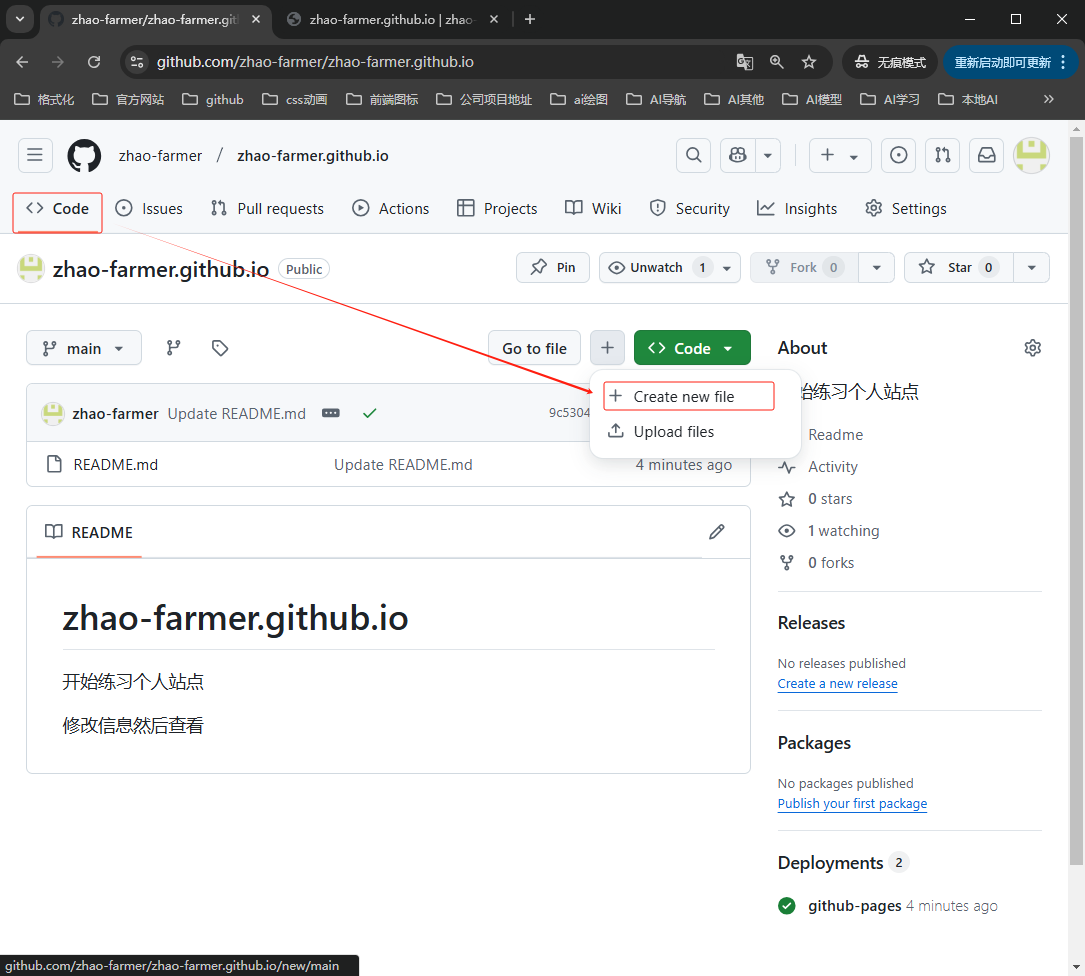 zhao-farmer/zhao-farmer.git
zhao-farmer.github.io | zhao-
github.com/zhao-farmer/zhao-farmer.github.io
无痕模式
重新启动即可更新
格式化
官方网站
github
css动画
前端图标
公司项目地址
ai绘图
AI导航
AI其他
AI模型
AI学习
本地AI
zhao-farmer / zhao-farmer.github.io
Code
Issues
Pull requests
Actions
Projects
Wiki
Security
Insights
Settings
zhao-farmer.github.io Public
Pin
Unwatch 1
Fork 0
Star 0
main
Go to file
Code
Create new file
Upload files
zhao-farmer Update README.md
9c5304
README.md Update README.md 4 minutes ago
README
zhao-farmer.github.io
开始练习个人站点
修改信息然后查看
About
始练习个人站点
Readme
Activity
0 stars
1 watching
0 forks
Releases
No releases published
Create a new release
Packages
No packages published
Publish your first package
Deployments 2
github-pages 4 minutes ago
github.com/zhao-farmer/zhao-farmer.github.io/new/main